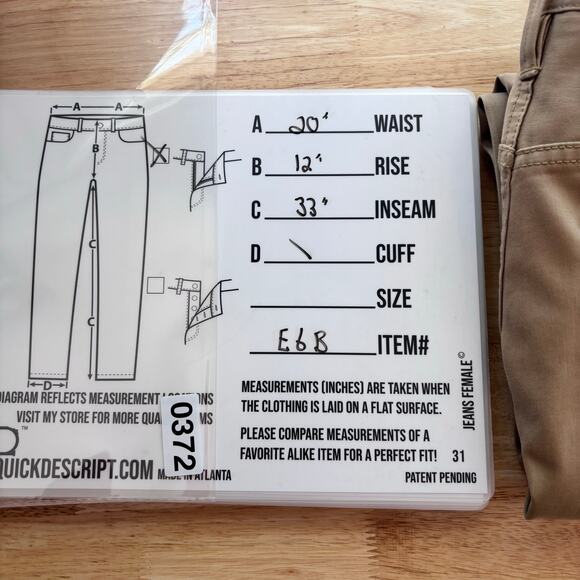 A A
B
C
C
D
A 20" WAIST
B 12" RISE
C 33" INSEAM
D \ CUFF
SIZE
E6B ITEM#
MEASUREMENTS (INCHES) ARE TAKEN WHEN
THE CLOTHING IS LAID ON A FLAT SURFACE.
PLEASE COMPARE MEASUREMENTS OF A
FAVORITE ALIKE ITEM FOR A PERFECT FIT! 31
PATENT PENDING
JEANS FEMALE ©
DIAGRAM REFLECTS MEASUREMENT
VISIT MY STORE FOR MORE
™
QUICKDESCRIPT.COM MADE IN ATLANTA
0372